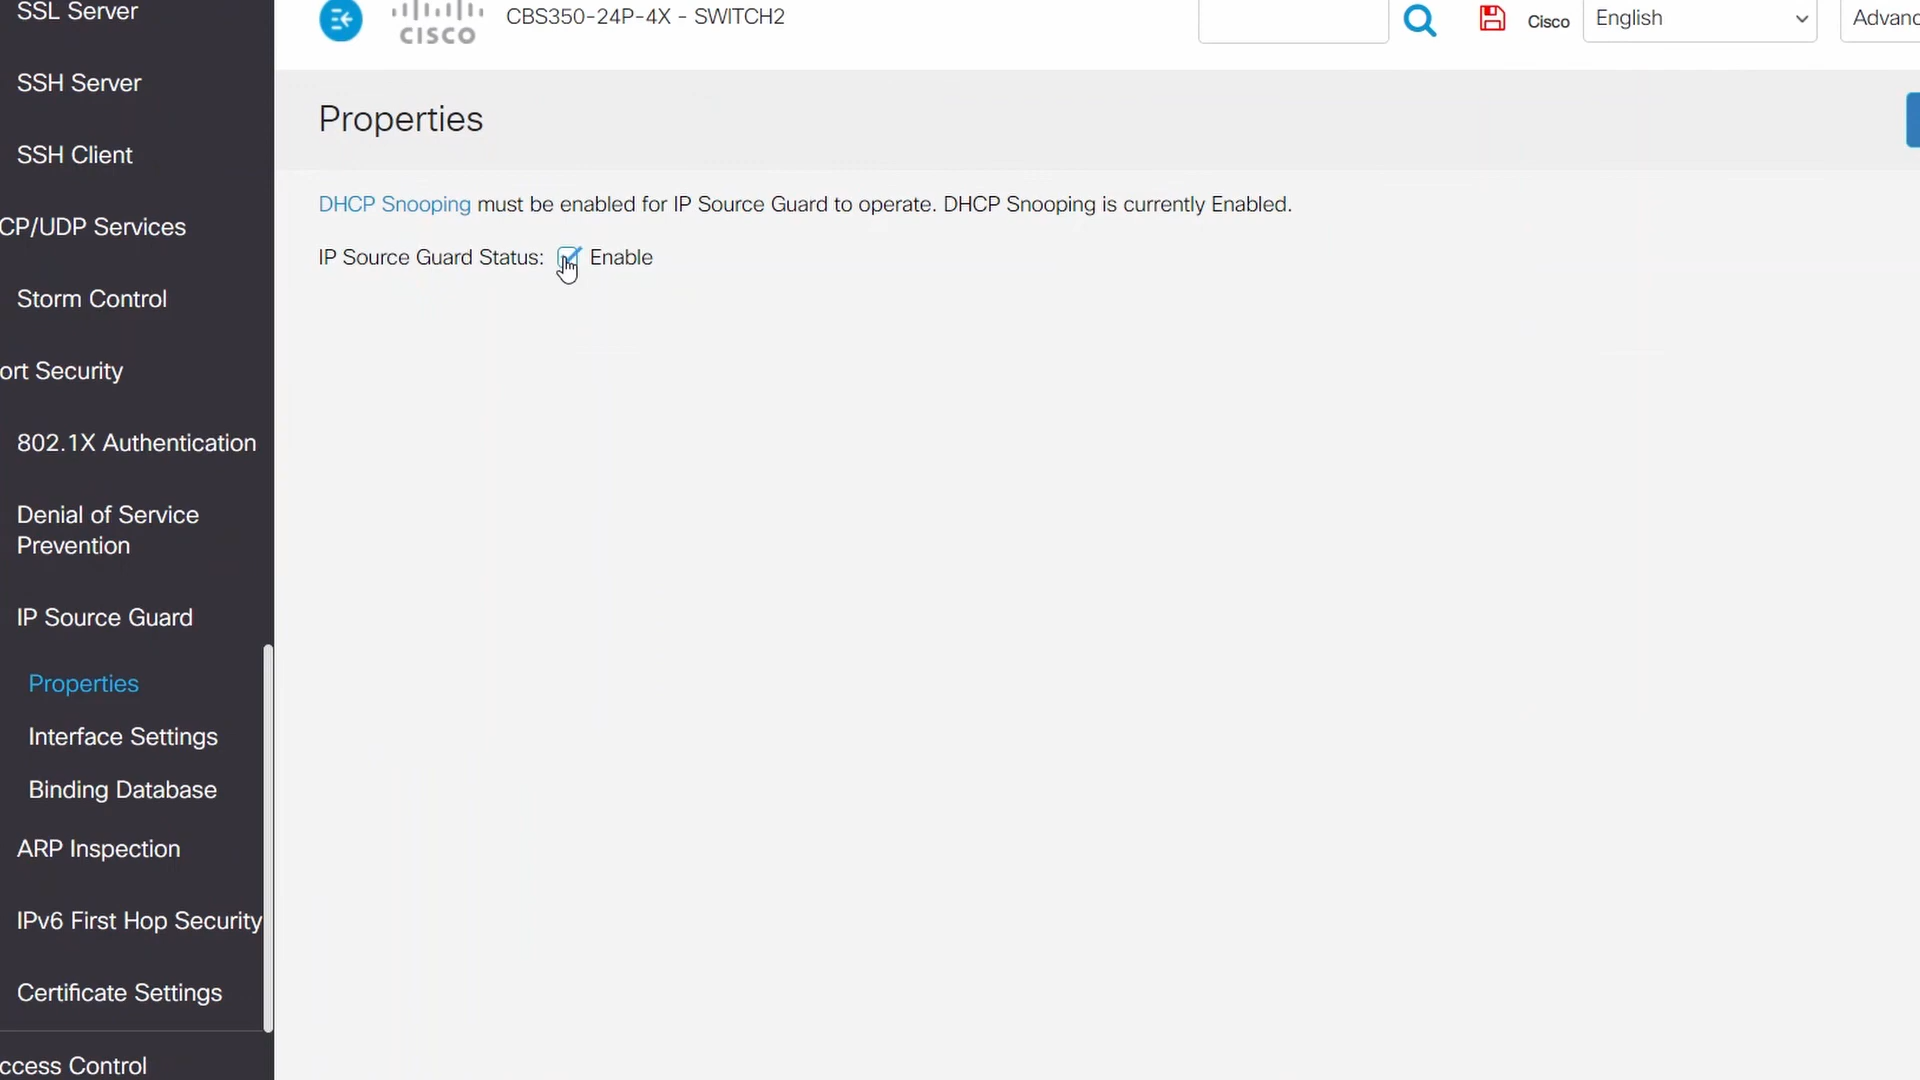 SSL Server
SSH Server
SSH Client
CP/UDP Services
Storm Control
ort Security
802.1X Authentication
Denial of Service
Prevention
IP Source Guard
Properties
Interface Settings
Binding Database
ARP Inspection
IPv6 First Hop Security
Certificate Settings
ccess Control
CISCO
CBS350-24P-4X - SWITCH2
Cisco
English
Advanc
Properties
DHCP Snooping must be enabled for IP Source Guard to operate. DHCP Snooping is currently Enabled.
IP Source Guard Status: Enable